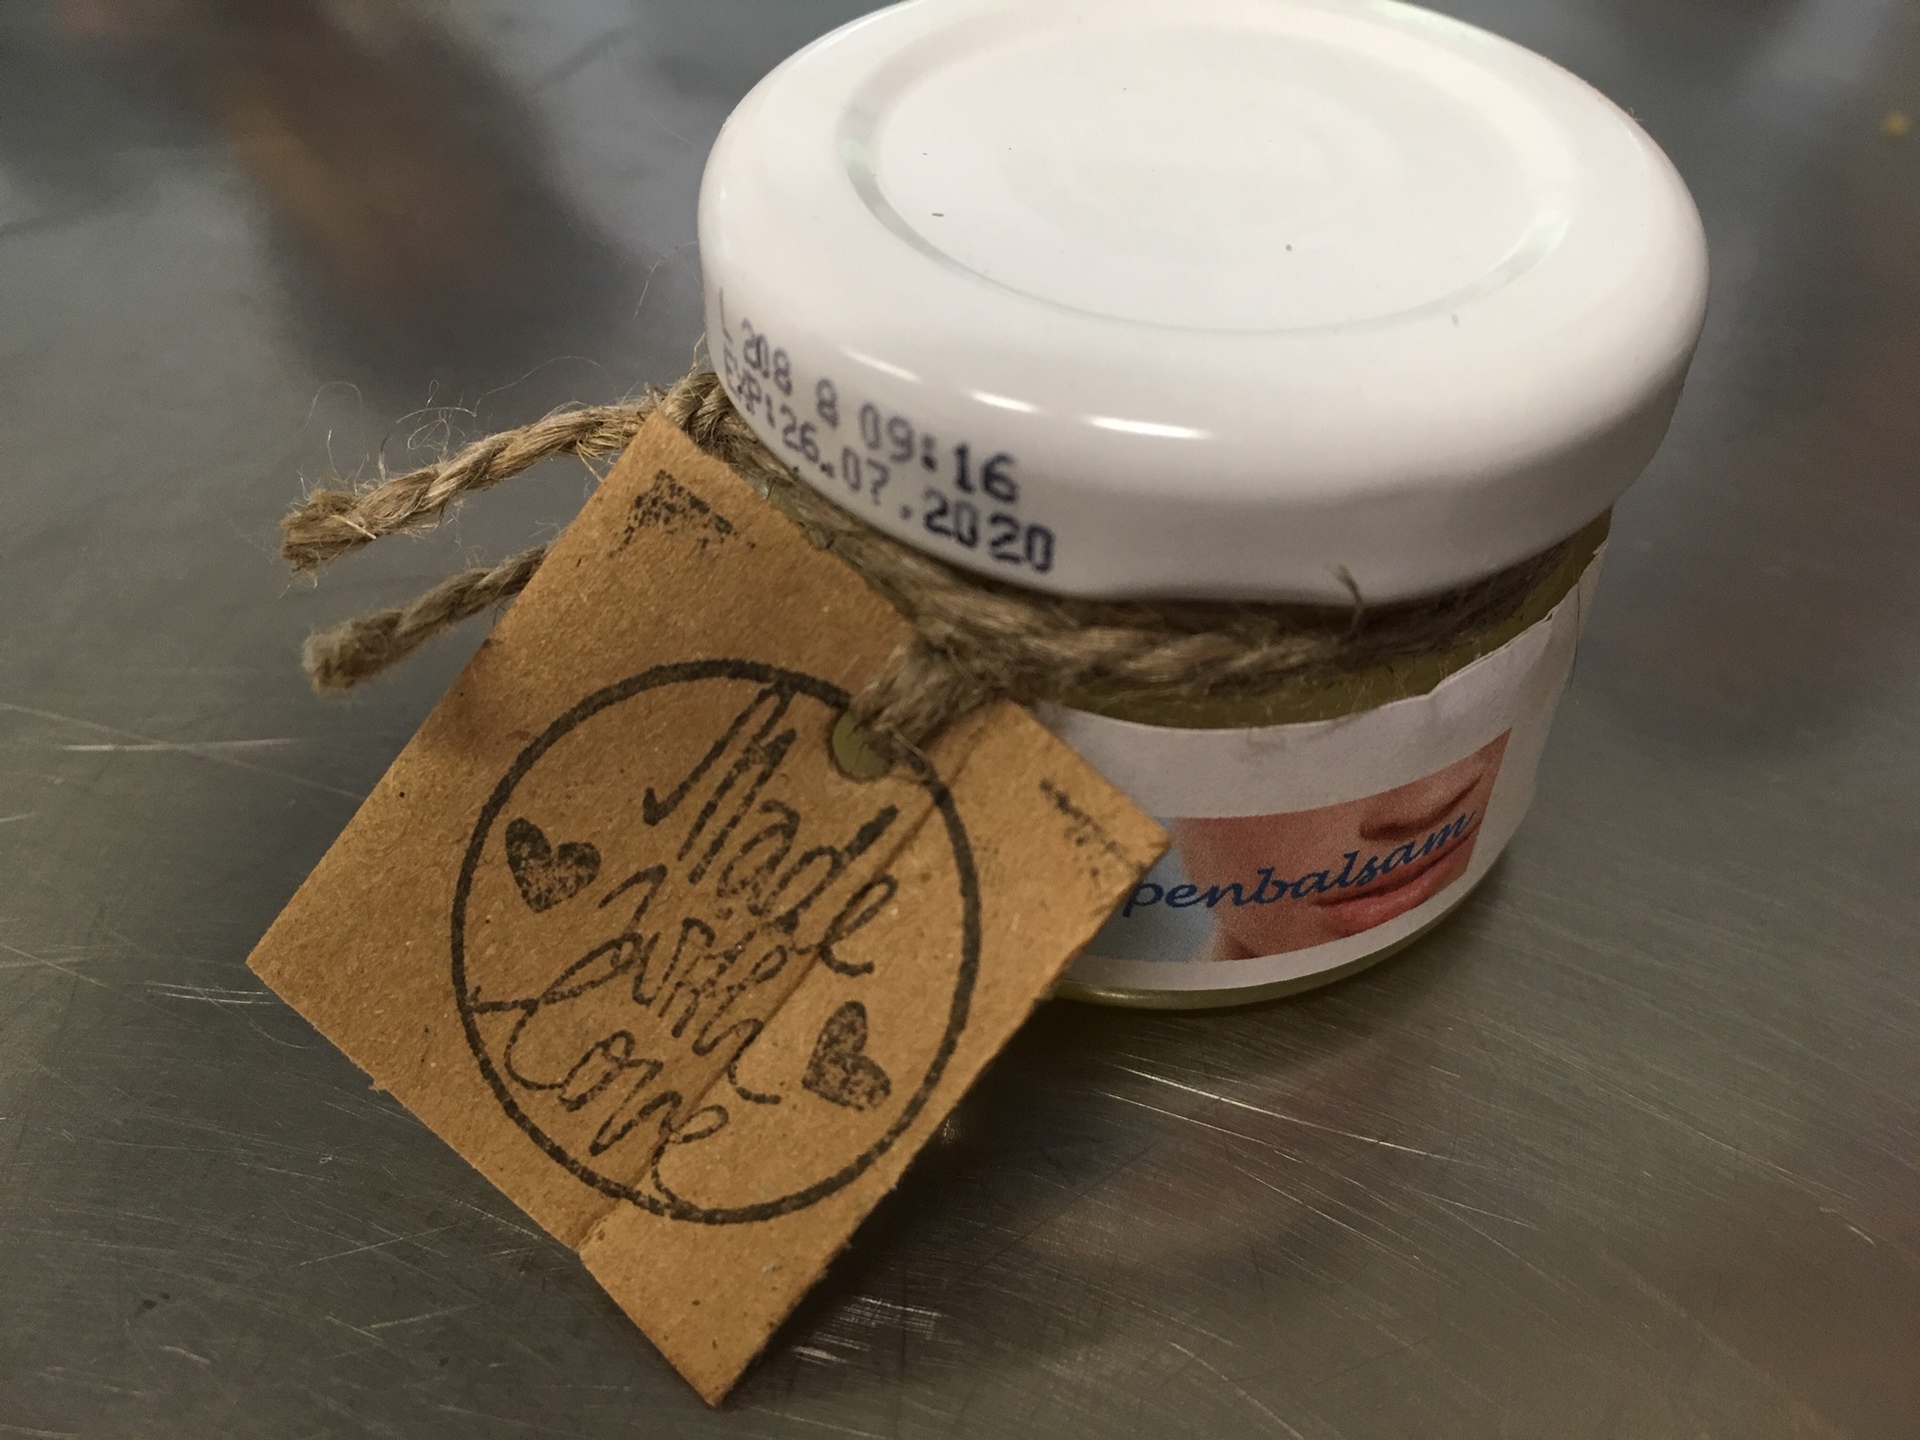 L 208 8 09:16
EXP:26.07.2020
Made
with
Love
penbalsam